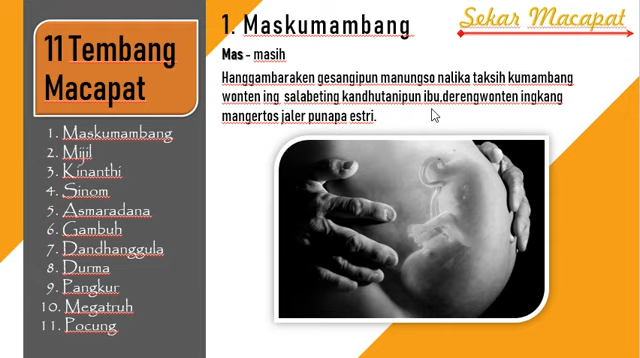 11 Tembang
Macapat
1. Maskumambang
2. Mijil
3. Kinanthi
4. Sinom
5. Asmaradana
6. Gambuh
7. Dandhanggula
8. Durma
9. Pangkur
10. Megatruh
11. Pocung
Sekar Macapat
1. Maskumambang
Mas - masih
Hanggambaraken gesangipun manungso nalika taksih kumambang
wonten ing salabeting kandhutanipun ibu,derengwonten ingkang
mangertos jaler punapa estri.